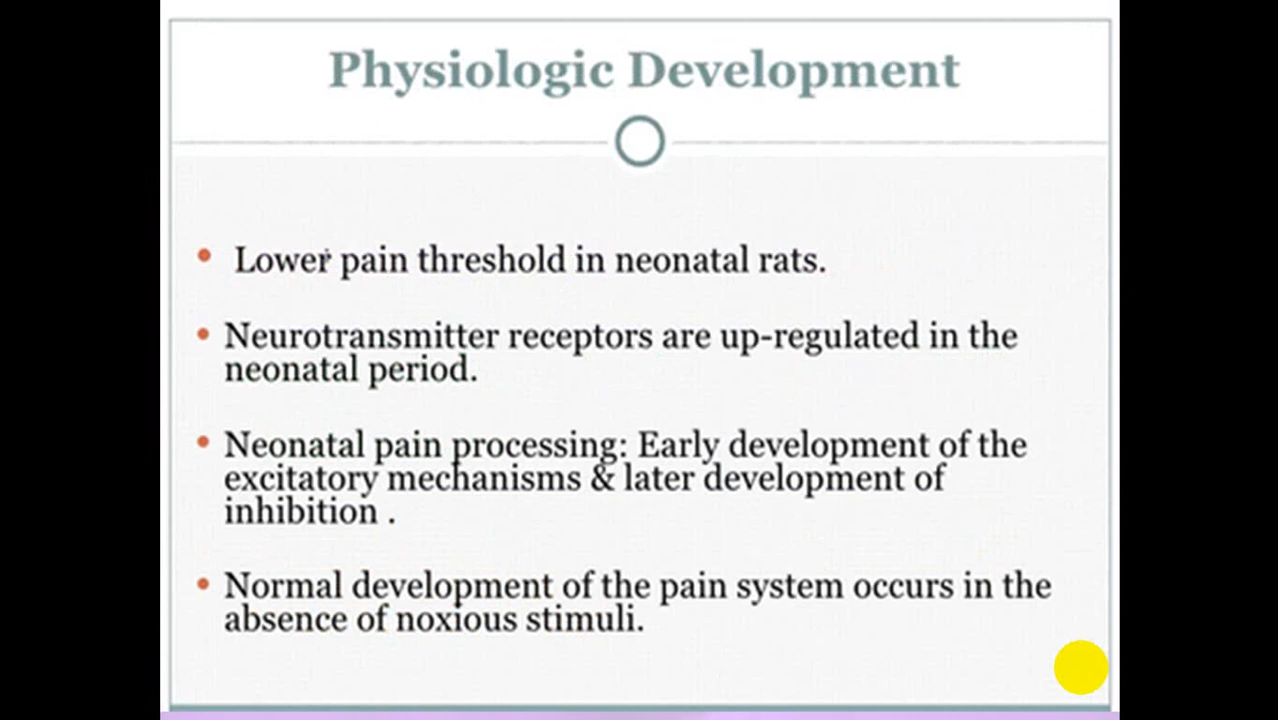 Physiologic Development
• Lower pain threshold in neonatal rats.
• Neurotransmitter receptors are up-regulated in the
neonatal period.
• Neonatal pain processing: Early development of the
excitatory mechanisms & later development of
inhibition .
• Normal development of the pain system occurs in the
absence of noxious stimuli.